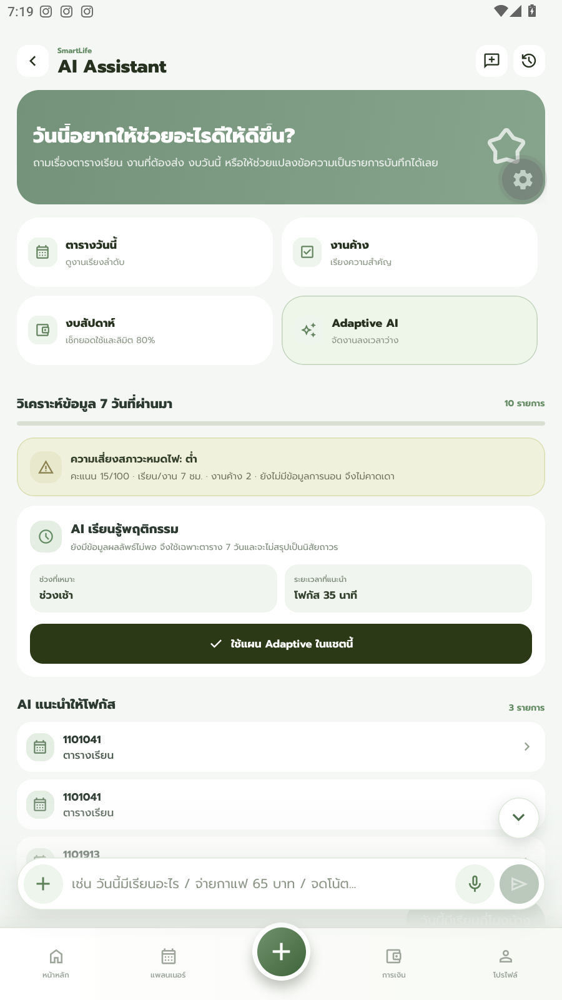 7:19
SmartLife
AI Assistant
วันนี้อยากให้ช่วยอะไรดีให้ดีขึ้น?
ถามเรื่องตารางเรียน งานที่ต้องส่ง งบวันนี้ หรือให้ช่วยแปลงข้อความเป็นรายการบันทึกได้เลย
ตารางวันนี้
ดูงานเรียงลำดับ
งานค้าง
เรียงความสำคัญ
งบสัปดาห์
เช็กยอดใช้และลิมิต 80%
Adaptive AI
จัดงานลงเวลาว่าง
วิเคราะห์ข้อมูล 7 วันที่ผ่านมา
10 รายการ
ความเสี่ยงสภาวะหมดไฟ: ต่ำ
คะแนน 15/100 · เรียน/งาน 7 ชม. · งานค้าง 2 · ยังไม่มีข้อมูลการนอน จึงไม่คาดเดา
AI เรียนรู้พฤติกรรม
ยังมีข้อมูลผลลัพธ์ไม่พอ จึงใช้เฉพาะตาราง 7 วันและจะไม่สรุปเป็นนิสัยถาวร
ช่วงที่เหมาะ
ช่วงเช้า
ระยะเวลาที่แนะนำ
โฟกัส 35 นาที
ใช้แผน Adaptive ในแชตนี้
AI แนะนำให้โฟกัส
3 รายการ
1101041
ตารางเรียน
1101041
ตารางเรียน
1101913
เช่น วันนี้มีเรียนอะไร / จ่ายกาแฟ 65 บาท / จดโน้ต...
หน้าหลัก
แพลนเนอร์
การเงิน
โปรไฟล์